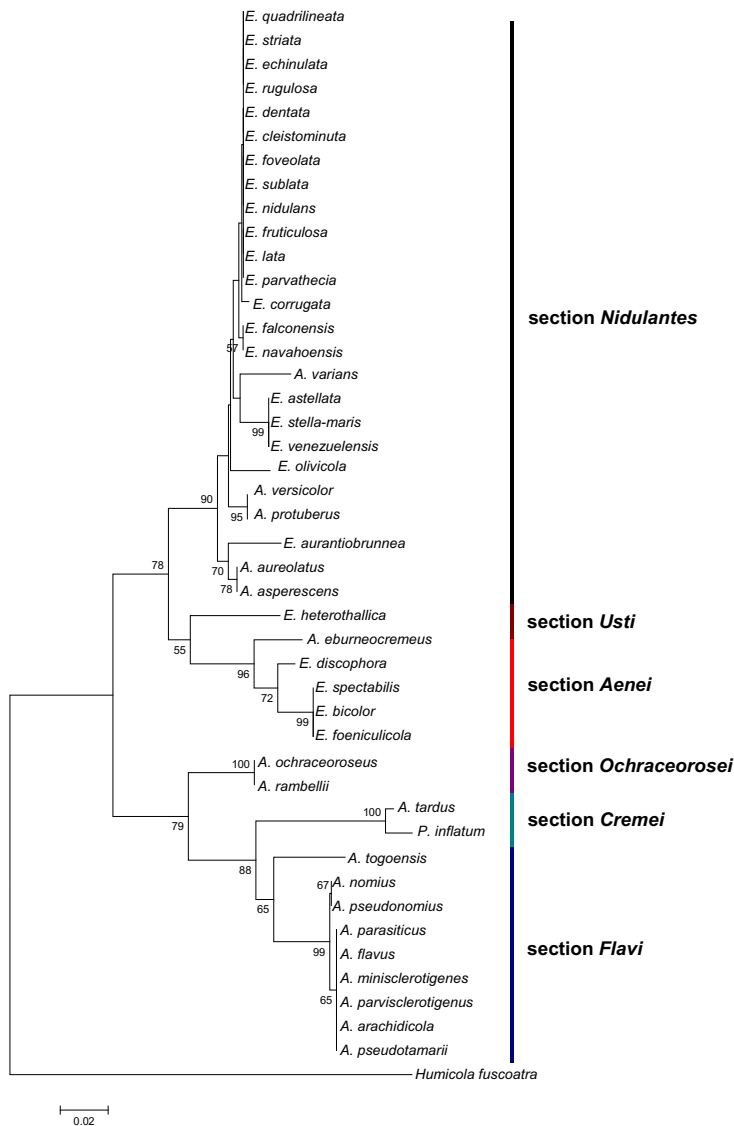 E. quadrilineata
E. striata
E. echinulata
E. rugulosa
E. dentata
E. cleistominuta
E. foveolata
E. sublata
E. nidulans
E. fruticulosa
E. lata
E. parvathecia
E. corrugata
section Nidulantes
E. falconensis
57
E. navahoensis
A. varians
E. astellata
E. stella-maris
99
E. venezuelensis
E. olivicola
A. versicolor
90
A. protuberus
95
E. aurantiobrunnea
78
A. aureolatus
70
78
A. asperescens
E. heterothallica
section Usti
A. eburneocremeus
55
E. discophora
96
section Aenei
E. spectabilis
72
E. bicolor
99
E. foeniculicola
A. ochraceoroseus
100
section Ochraceorosei
A. rambellii
A. tardus
100
section Cremei
79
P. inflatum
A. togoensis
88
A. nomius
67
A. pseudonomius
65
A. parasiticus
section Flavi
99
A. flavus
A. minisclerotigenes
65
A. parvisclerotigenus
A. arachidicola
A. pseudotamarii
Humicola fuscoatra
0.02